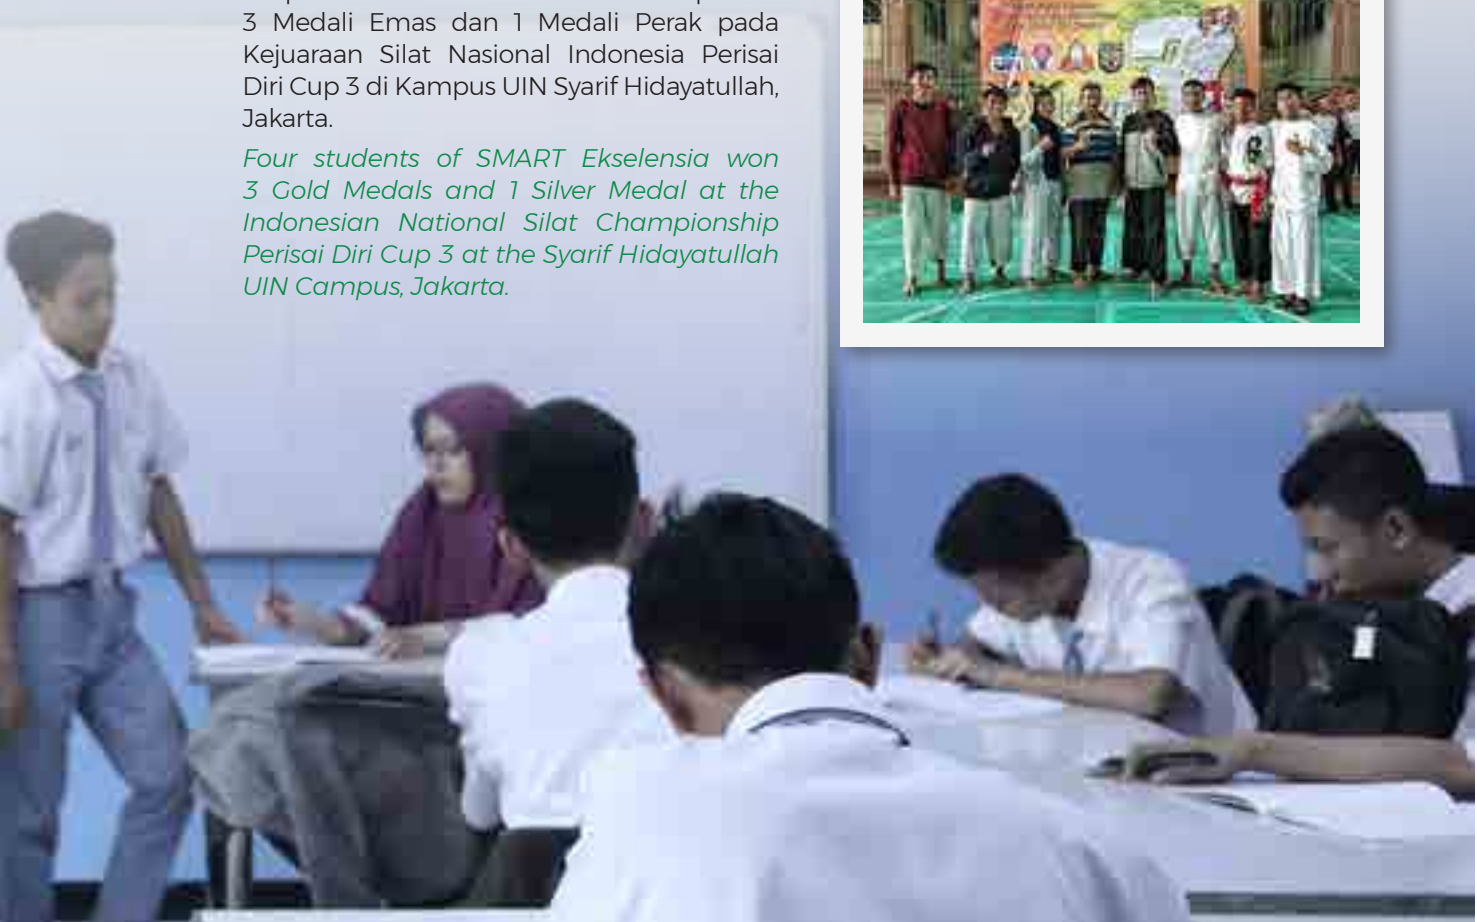 3 Medali Emas dan 1 Medali Perak pada
Kejuaraan Silat Nasional Indonesia Perisai
Diri Cup 3 di Kampus UIN Syarif Hidayatullah,
Jakarta.
Four students of SMART Ekselensia won
3 Gold Medals and 1 Silver Medal at the
Indonesian National Silat Championship
Perisai Diri Cup 3 at the Syarif Hidayatullah
UIN Campus, Jakarta.